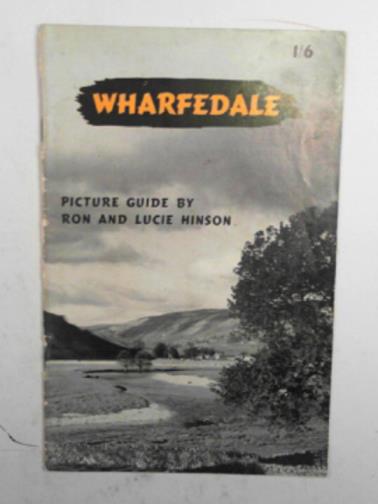 1/6
WHARFEDALE
PICTURE GUIDE BY
RON AND LUCIE HINSON